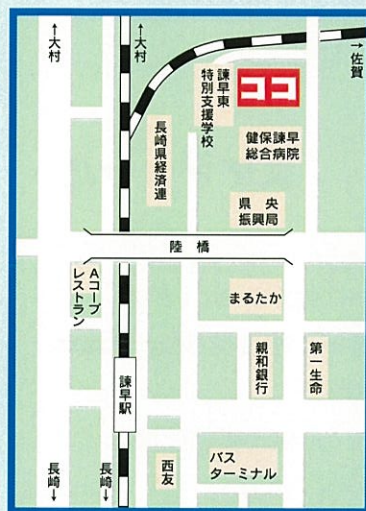 ↑大村
↑大村
→佐賀
諫早東
特別支援学校
ココ
健保諫早
総合病院
長崎県経済連
県央
振興局
陸橋
Aコープ
レストラン
まるたか
親和銀行
第一生命
諫早駅
長崎↓
長崎↓
西友
バス
ターミナル